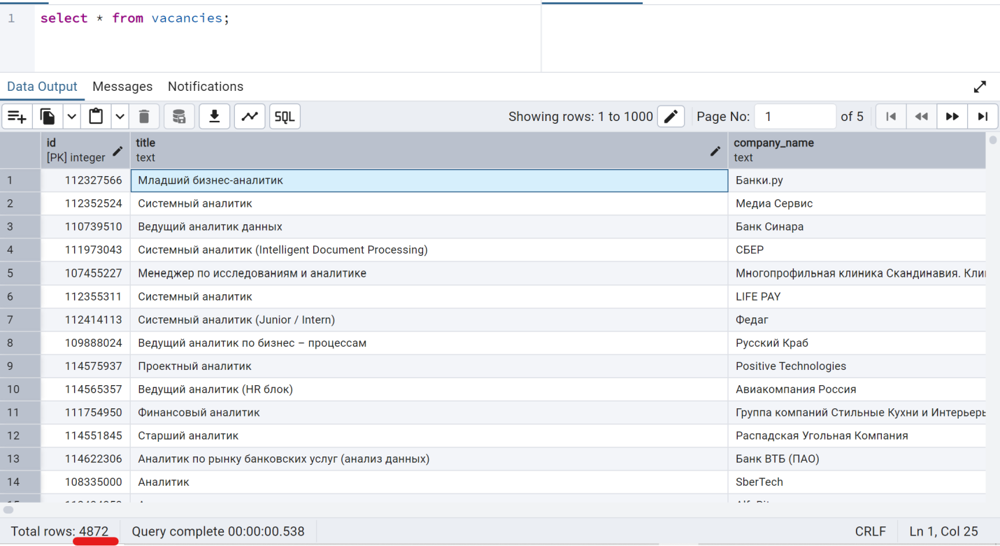 1 select * from vacancies;
Data Output Messages Notifications
SQL Showing rows: 1 to 1000 Page No: 1 of 5
id title company_name
[PK] integer text text
1 112327566 Младший бизнес-аналитик Банки.ру
2 112352524 Системный аналитик Медиа Сервис
3 110739510 Ведущий аналитик данных Банк Синара
4 111973043 Системный аналитик (Intelligent Document Processing) СБЕР
5 107455227 Менеджер по исследованиям и аналитике Многопрофильная клиника Скандинавия.
6 112355311 Системный аналитик LIFE PAY
7 112414113 Системный аналитик (Junior / Intern) Федаг
8 109888024 Ведущий аналитик по бизнес – процессам Русский Краб
9 114575937 Проектный аналитик Positive Technologies
10 114565357 Ведущий аналитик (HR блок) Авиакомпания Россия
11 111754950 Финансовый аналитик Группа компаний Стильные Кухни и Интерьеры
12 114551845 Старший аналитик Распадская Угольная Компания
13 114622306 Аналитик по рынку банковских услуг (анализ данных) Банк ВТБ (ПАО)
14 108335000 Аналитик SberTech
Total rows: 4872 Query complete 00:00:00.538 CRLF Ln 1, Col 25